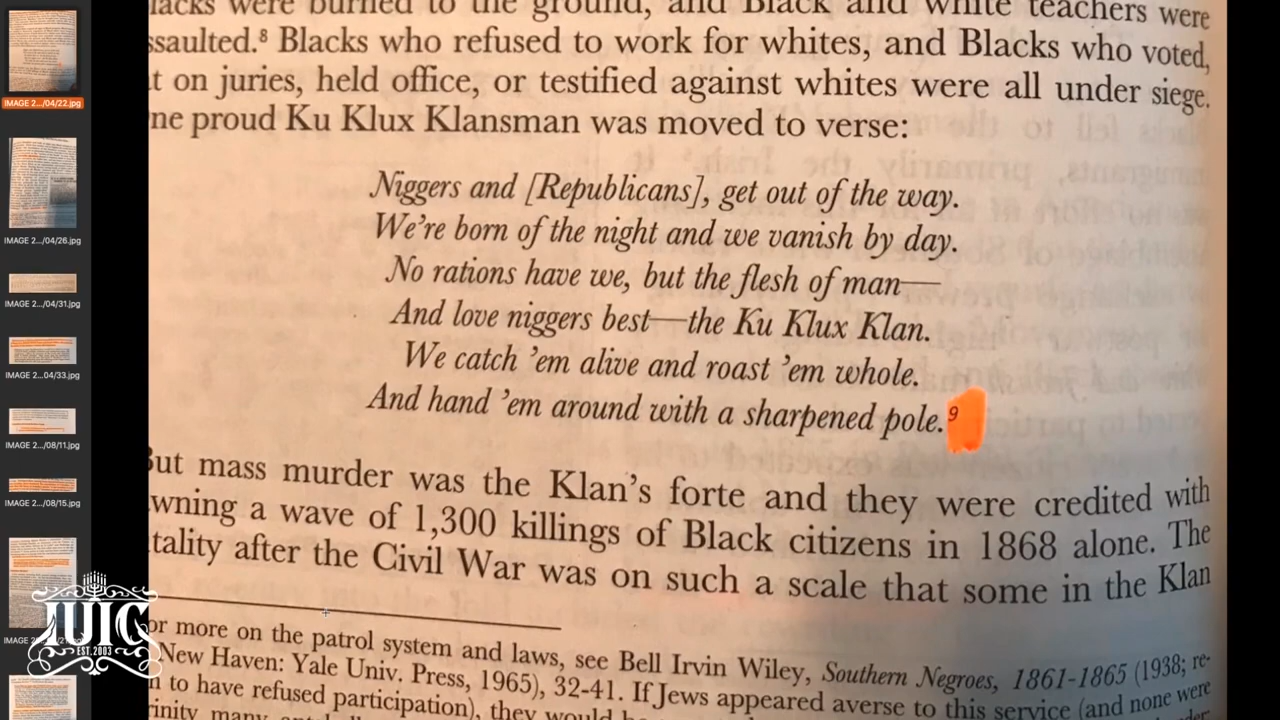 IMAGE 2.../04/22.jpg
IMAGE 2.../04/26.jpg
IMAGE 2.../04/31.jpg
IMAGE 2...04/33.jpg
IMAGE 2.../08/11.jpg
IMAGE 2.../08/15.jpg
IUIC
EST. 2003
lacks were burned to the ground, and Black and white teachers were
ssaulted.⁸ Blacks who refused to work for whites, and Blacks who voted,
t on juries, held office, or testified against whites were all under siege.
ne proud Ku Klux Klansman was moved to verse:
Niggers and [Republicans], get out of the way.
We're born of the night and we vanish by day.
No rations have we, but the flesh of man—
And love niggers best—the Ku Klux Klan.
We catch 'em alive and roast 'em whole.
And hand 'em around with a sharpened pole.⁹
But mass murder was the Klan's forte and they were credited with
wning a wave of 1,300 killings of Black citizens in 1868 alone. The
tality after the Civil War was on such a scale that some in the Klan
or more on the patrol system and laws, see Bell Irvin Wiley, Southern Negroes, 1861-1865 (1938; re-
New Haven: Yale Univ. Press, 1965), 32-41. If Jews appeared averse to this service (and none were
n to have refused participation), they would